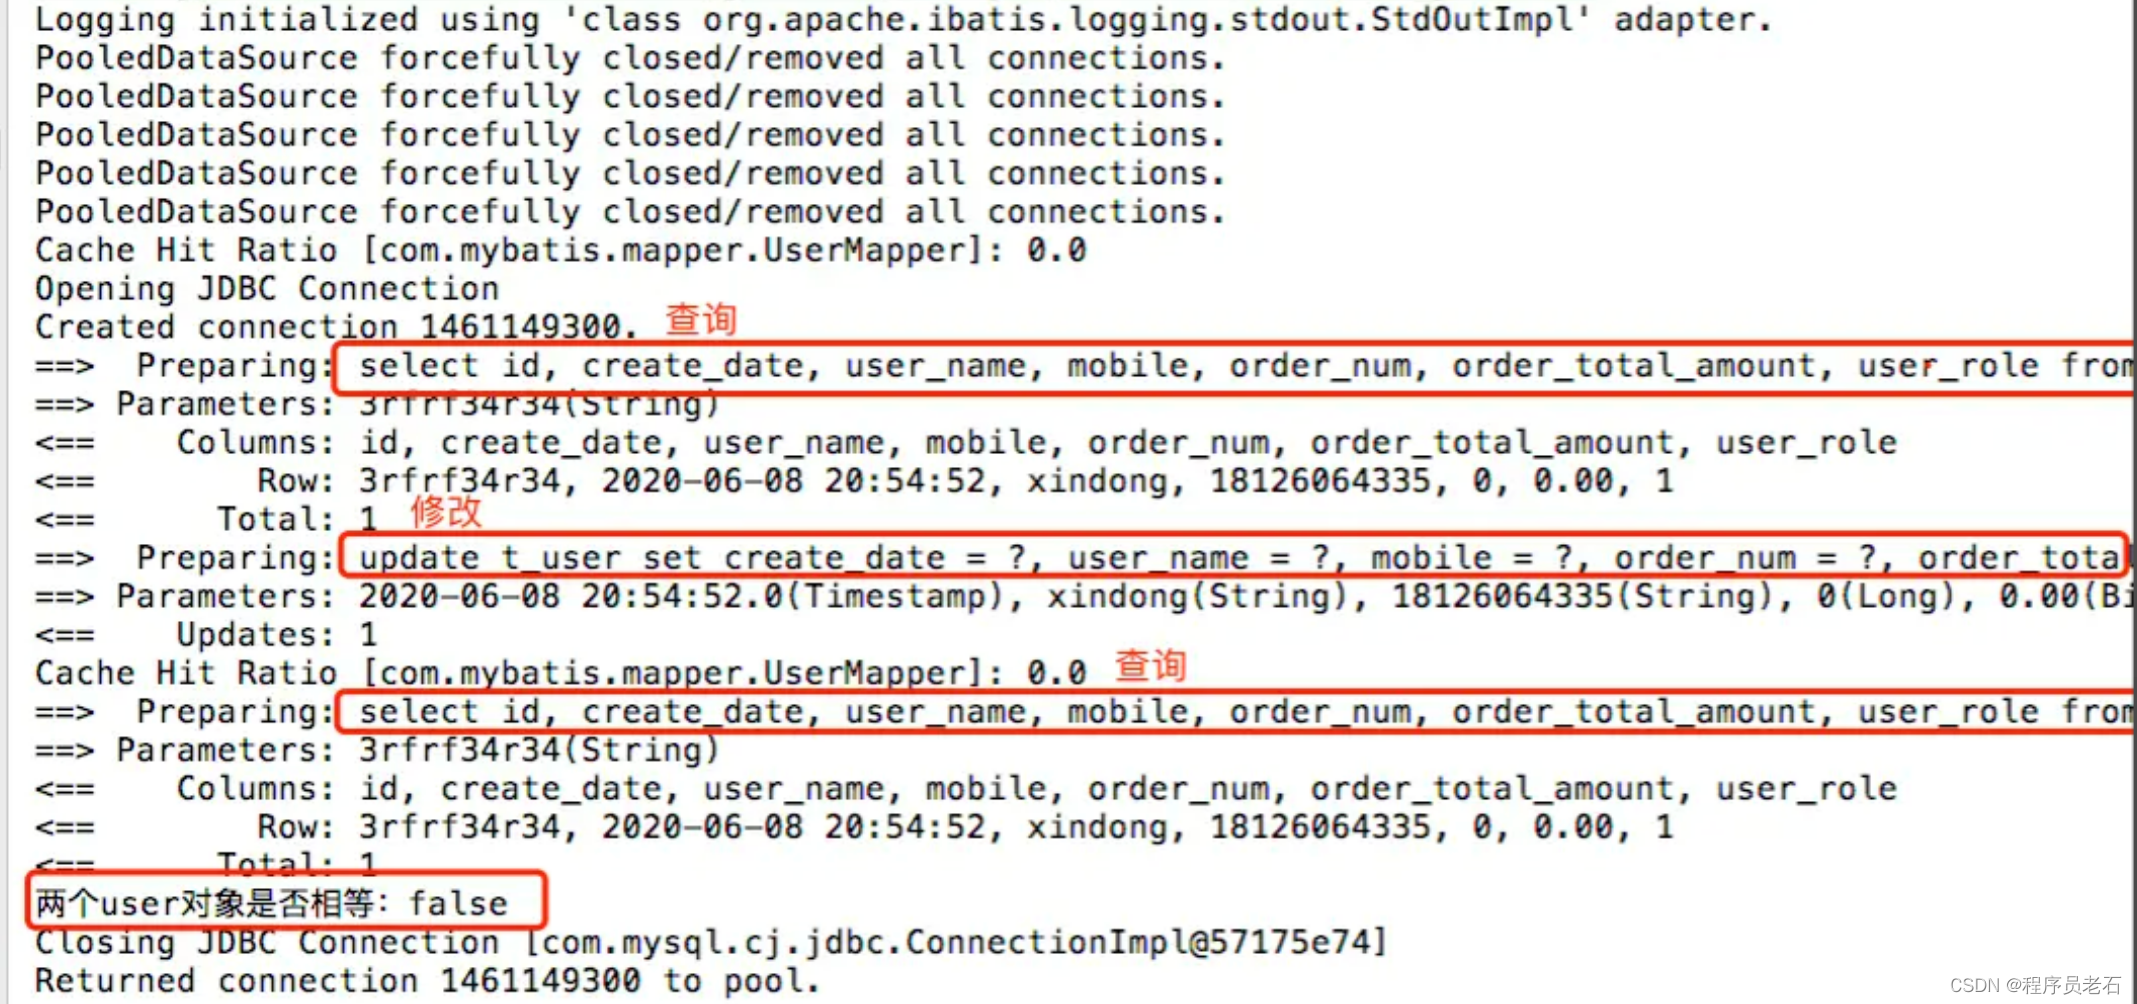 Logging initialized using 'class org.apache.ibatis.logging.stdout.StdOutImpl' adapter.
PooledDataSource forcefully closed/removed all connections.
PooledDataSource forcefully closed/removed all connections.
PooledDataSource forcefully closed/removed all connections.
PooledDataSource forcefully closed/removed all connections.
PooledDataSource forcefully closed/removed all connections.
Cache Hit Ratio [com.mybatis.mapper.UserMapper]: 0.0
Opening JDBC Connection
Created connection 1461149300. 查询
==>  Preparing: select id, create_date, user_name, mobile, order_num, order_total_amount, user_role from
==> Parameters: 3rfrf34r34(String)
<==    Columns: id, create_date, user_name, mobile, order_num, order_total_amount, user_role
<==        Row: 3rfrf34r34, 2020-06-08 20:54:52, xindong, 18126064335, 0, 0.00, 1
<==      Total: 1 修改
==>  Preparing: update t_user set create_date = ?, user_name = ?, mobile = ?, order_num = ?, order_total
==> Parameters: 2020-06-08 20:54:52.0(Timestamp), xindong(String), 18126064335(String), 0(Long), 0.00(Bi
<==    Updates: 1
Cache Hit Ratio [com.mybatis.mapper.UserMapper]: 0.0 查询
==>  Preparing: select id, create_date, user_name, mobile, order_num, order_total_amount, user_role from
==> Parameters: 3rfrf34r34(String)
<==    Columns: id, create_date, user_name, mobile, order_num, order_total_amount, user_role
<==        Row: 3rfrf34r34, 2020-06-08 20:54:52, xindong, 18126064335, 0, 0.00, 1
<==      Total: 1
两个user对象是否相等：false
Closing JDBC Connection [com.mysql.cj.jdbc.ConnectionImpl@57175e74]
Returned connection 1461149300 to pool.
CSDN @程序员老石